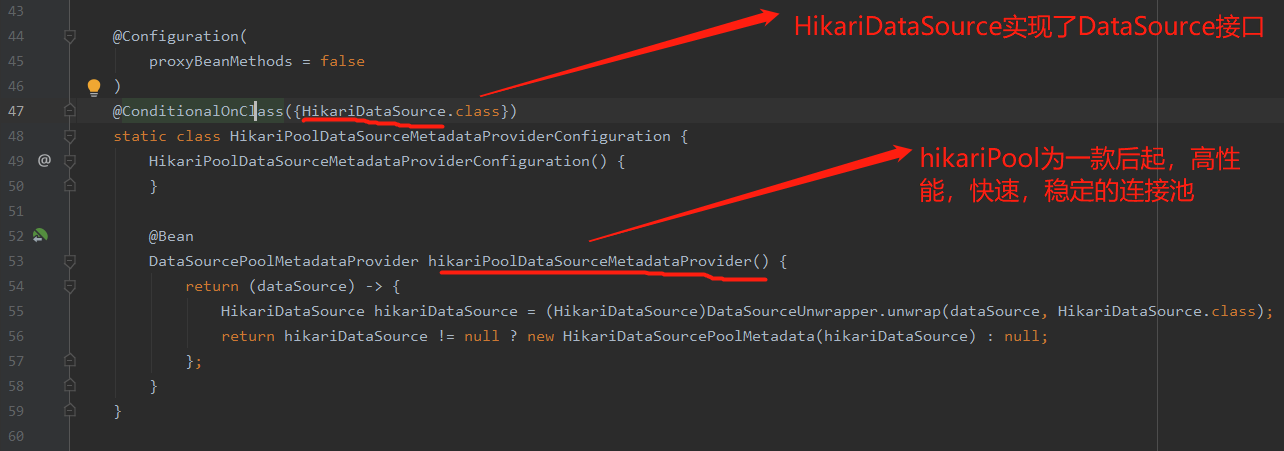 43
HikariDataSource实现了DataSource接口
44 @Configuration(
45 proxyBeanMethods = false
46 )
47 @ConditionalOnClass({HikariDataSource.class})
48 static class HikariPoolDataSourceMetadataProviderConfiguration {
49 @ HikariPoolDataSourceMetadataProviderConfiguration() {
hikariPool为一款后起，高性
能，快速，稳定的连接池
50 }
51
52 @Bean
53 DataSourcePoolMetadataProvider hikariPoolDataSourceMetadataProvider() {
54 return (dataSource) -> {
55 HikariDataSource hikariDataSource = (HikariDataSource)DataSourceUnwrapper.unwrap(dataSource, HikariDataSource.class);
56 return hikariDataSource != null ? new HikariDataSourcePoolMetadata(hikariDataSource) : null;
57 };
58 }
59 }
60